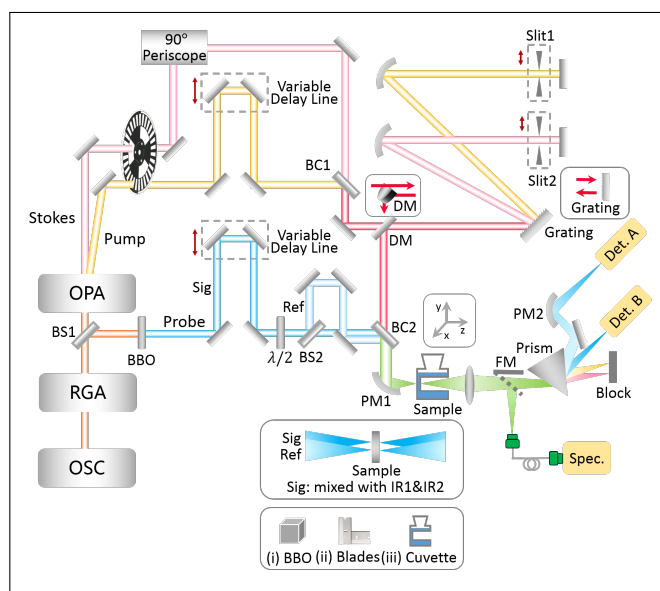 90°
Periscope
Slit1
Variable
Delay Line
Slit2
BC1
DM
Grating
Stokes
Pump
DM
Grating
Variable
Delay Line
Sig
Ref
OPA
Det. A
BS1
Probe
PM2
Det. B
BBO
λ/2
BS2
BC2
y
x
z
FM
Prism
RGA
PM1
Sample
Block
OSC
Sig
Ref
Sample
Sig: mixed with IR1&IR2
Spec.
(i) BBO (ii) Blades (iii) Cuvette